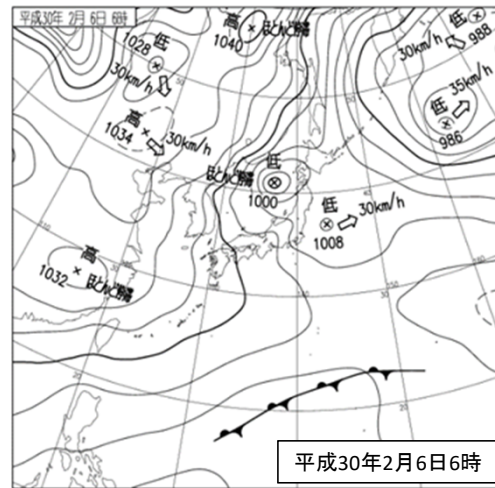 平成30年 2月 6日 6時
高
1040
ほとんど停滞
低
1028
30km/h
低
988
30km/h
低
35km/h
986
高
1034
30km/h
低
ほとんど停滞
1000
低
30km/h
1008
高
1032
ほとんど停滞
平成30年2月6日6時